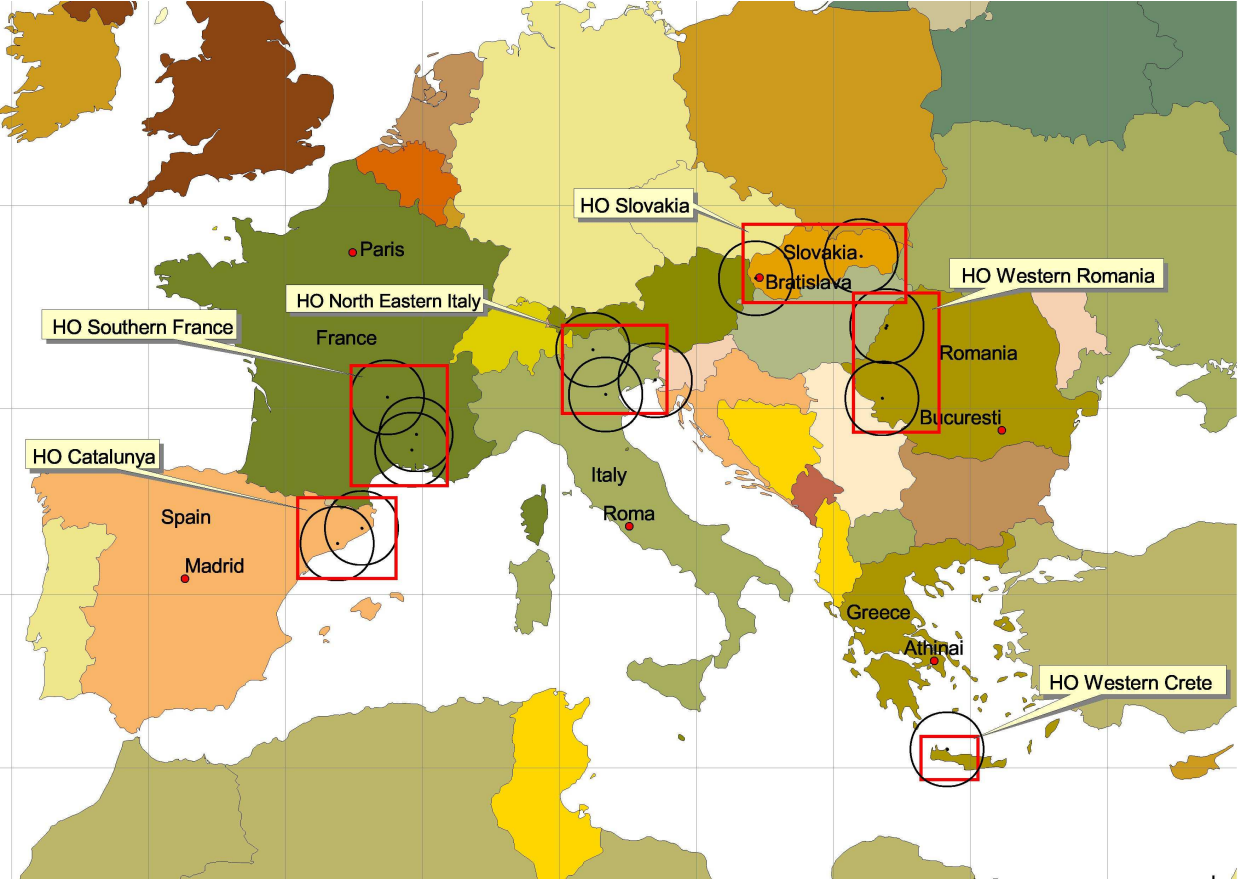 HO Slovakia
Slovakia
Bratislava
Paris
HO Western Romania
HO North Eastern Italy
HO Southern France
France
Romania
Bucuresti
HO Catalunya
Italy
Spain
Roma
Madrid
Greece
Athinai
HO Western Crete